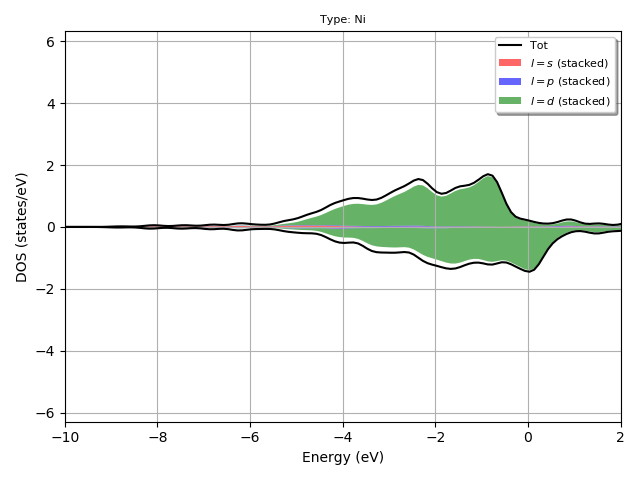 Type: Ni
DOS (states/eV)
6
4
2
0
−2
−4
−6
Tot
l = s (stacked)
l = p (stacked)
l = d (stacked)
−10
−8
−6
−4
−2
0
2
Energy (eV)